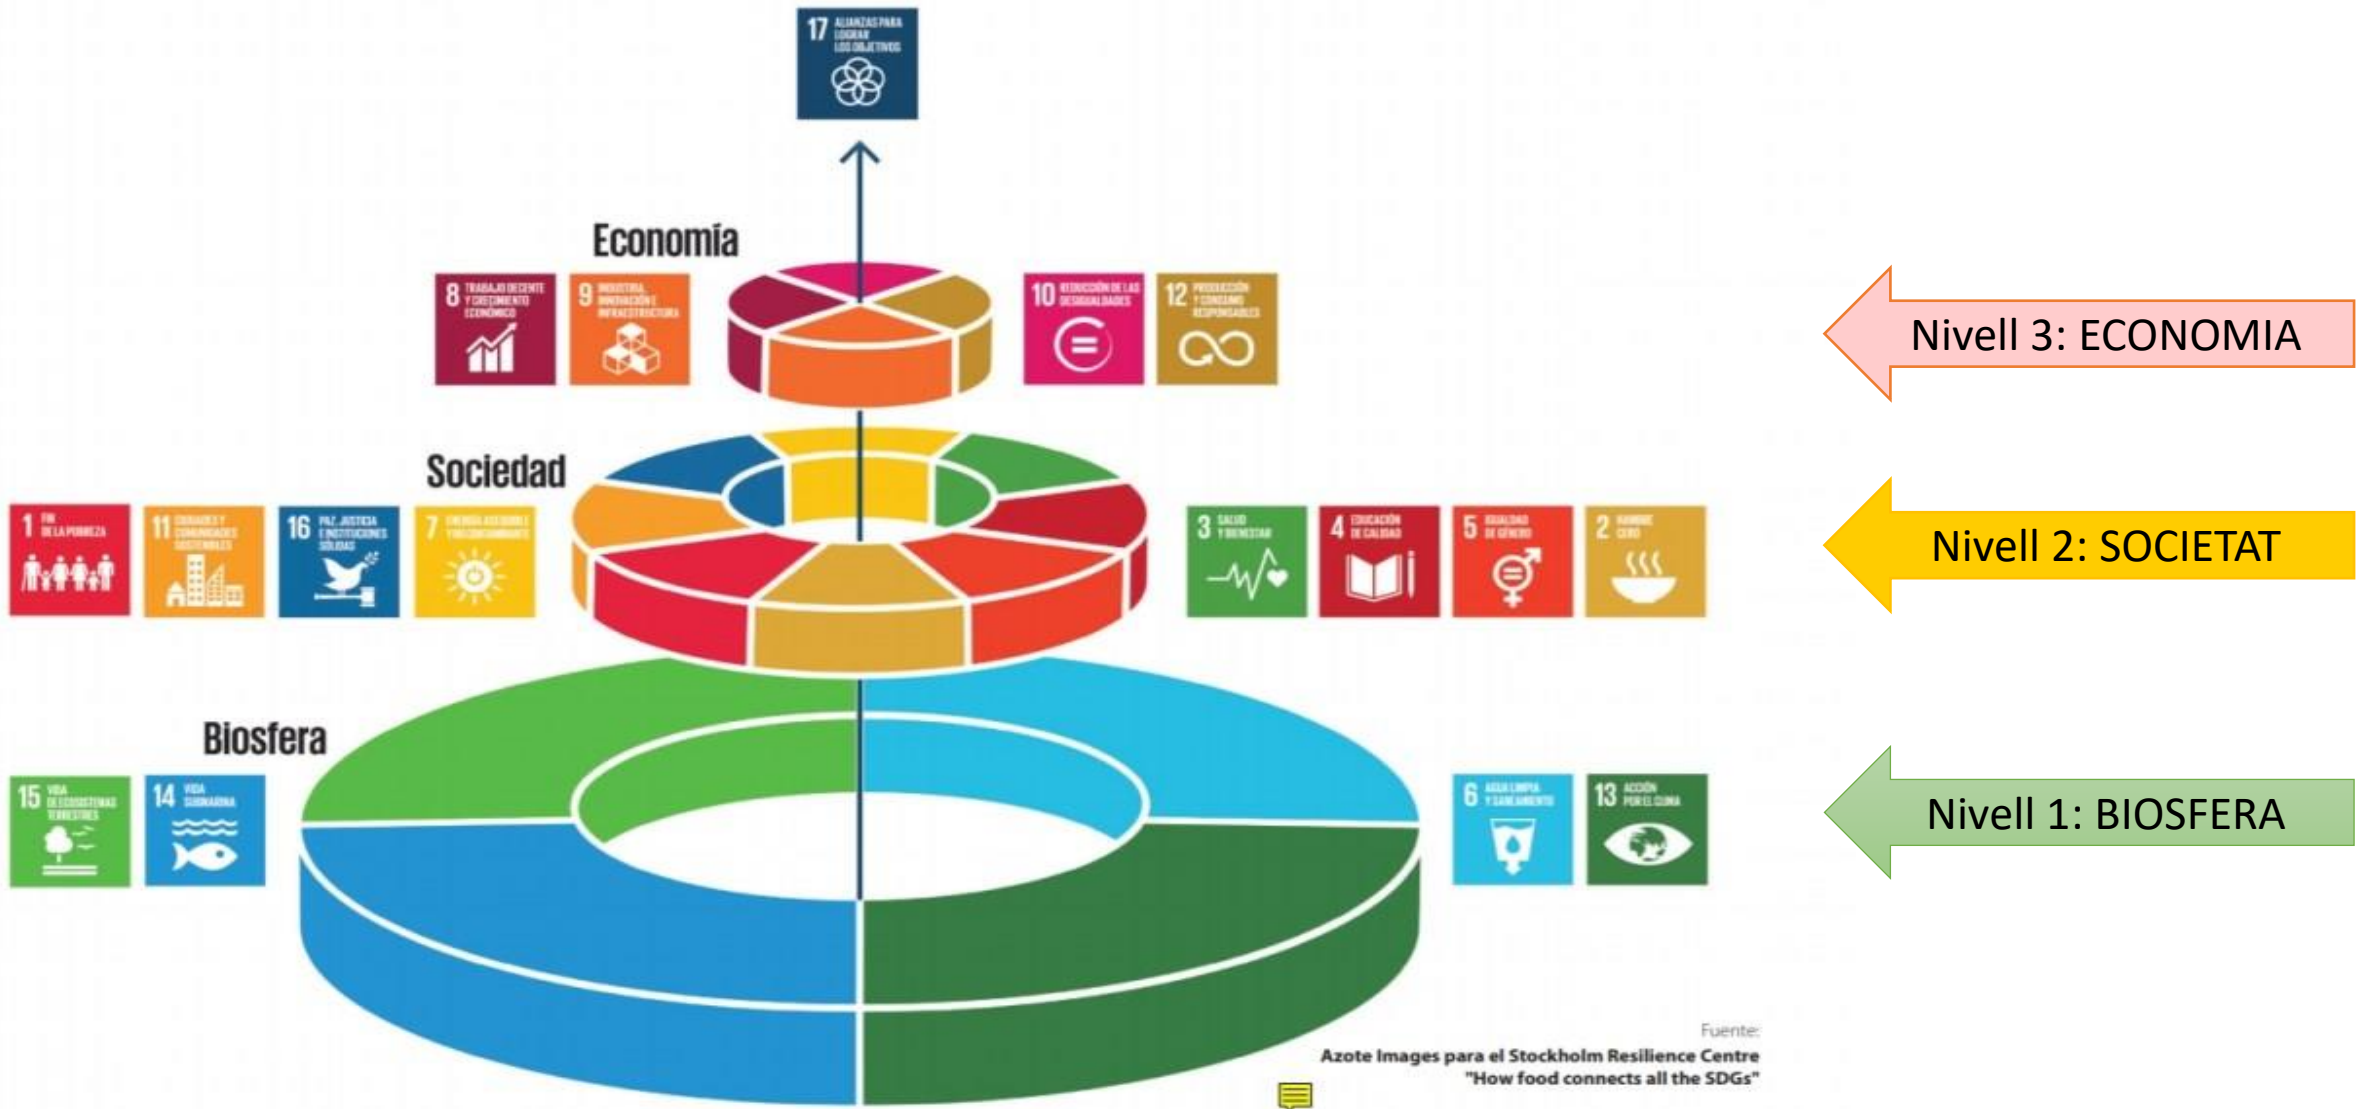 17 ALIANZAS PARA
LOGRAR
LOS OBJETIVOS
Economía
8 TRABAJO DECENTE
Y CRECIMIENTO
ECONÓMICO
9 INDUSTRIA,
INNOVACIÓN E
INFRAESTRUCTURA
10 REDUCCIÓN DE LAS
DESIGUALDADES
12 PRODUCCIÓN
Y CONSUMO
RESPONSABLES
Nivell 3: ECONOMIA
Sociedad
1 FIN
DE LA POBREZA
11 CIUDADES Y
COMUNIDADES
SOSTENIBLES
16 PAZ, JUSTICIA
E INSTITUCIONES
SÓLIDAS
7 ENERGÍA ASEQUIBLE
Y NO CONTAMINANTE
3 SALUD
Y BIENESTAR
4 EDUCACIÓN
DE CALIDAD
5 IGUALDAD
DE GÉNERO
2 HAMBRE
CERO
Nivell 2: SOCIETAT
Biosfera
15 VIDA
DE ECOSISTEMAS
TERRESTRES
14 VIDA
SUBMARINA
6 AGUA LIMPIA
Y SANEAMIENTO
13 ACCIÓN
POR EL CLIMA
Nivell 1: BIOSFERA
Fuente:
Azote Images para el Stockholm Resilience Centre
"How food connects all the SDGs"